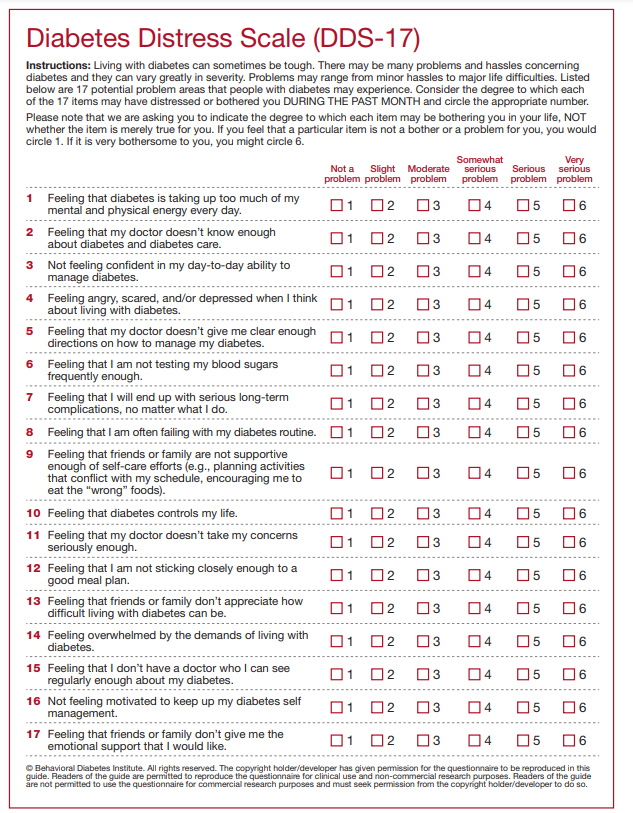 Diabetes Distress Scale (DDS-17)
Instructions: Living with diabetes can sometimes be tough. There may be many problems and hassles concerning
diabetes and they can vary greatly in severity. Problems may range from minor hassles to major life difficulties. Listed
below are 17 potential problem areas that people with diabetes may experience. Consider the degree to which each
of the 17 items may have distressed or bothered you DURING THE PAST MONTH and circle the appropriate number.
Please note that we are asking you to indicate the degree to which each item may be bothering you in your life, NOT
whether the item is merely true for you. If you feel that a particular item is not a bother or a problem for you, you would
circle 1. If it is very bothersome to you, you might circle 6.
Not a problem Slight problem Moderate problem Somewhat serious problem Serious problem Very serious problem
1 Feeling that diabetes is taking up too much of my
mental and physical energy every day.
1 2 3 4 5 6
2 Feeling that my doctor doesn't know enough
about diabetes and diabetes care.
1 2 3 4 5 6
3 Not feeling confident in my day-to-day ability to
manage diabetes.
1 2 3 4 5 6
4 Feeling angry, scared, and/or depressed when I think
about living with diabetes.
1 2 3 4 5 6
5 Feeling that my doctor doesn't give me clear enough
directions on how to manage my diabetes.
1 2 3 4 5 6
6 Feeling that I am not testing my blood sugars
frequently enough.
1 2 3 4 5 6
7 Feeling that I will end up with serious long-term
complications, no matter what I do.
1 2 3 4 5 6
8 Feeling that I am often failing with my diabetes routine.
1 2 3 4 5 6
9 Feeling that friends or family are not supportive
enough of self-care efforts (e.g., planning activities
that conflict with my schedule, encouraging me to
eat the “wrong” foods).
1 2 3 4 5 6
10 Feeling that diabetes controls my life.
1 2 3 4 5 6
11 Feeling that my doctor doesn't take my concerns
seriously enough.
1 2 3 4 5 6
12 Feeling that I am not sticking closely enough to a
good meal plan.
1 2 3 4 5 6
13 Feeling that friends or family don't appreciate how
difficult living with diabetes can be.
1 2 3 4 5 6
14 Feeling overwhelmed by the demands of living with
diabetes.
1 2 3 4 5 6
15 Feeling that I don't have a doctor who I can see
regularly enough about my diabetes.
1 2 3 4 5 6
16 Not feeling motivated to keep up my diabetes self
management.
1 2 3 4 5 6
17 Feeling that friends or family don't give me the
emotional support that I would like.
1 2 3 4 5 6
© Behavioral Diabetes Institute. All rights reserved. The copyright holder/developer has given permission for the questionnaire to be reproduced in this
guide. Readers of the guide are permitted to reproduce the questionnaire for clinical use and non-commercial research purposes. Readers of the guide
are not permitted to use the questionnaire for commercial research purposes and must seek permission from the copyright holder/developer to do so.